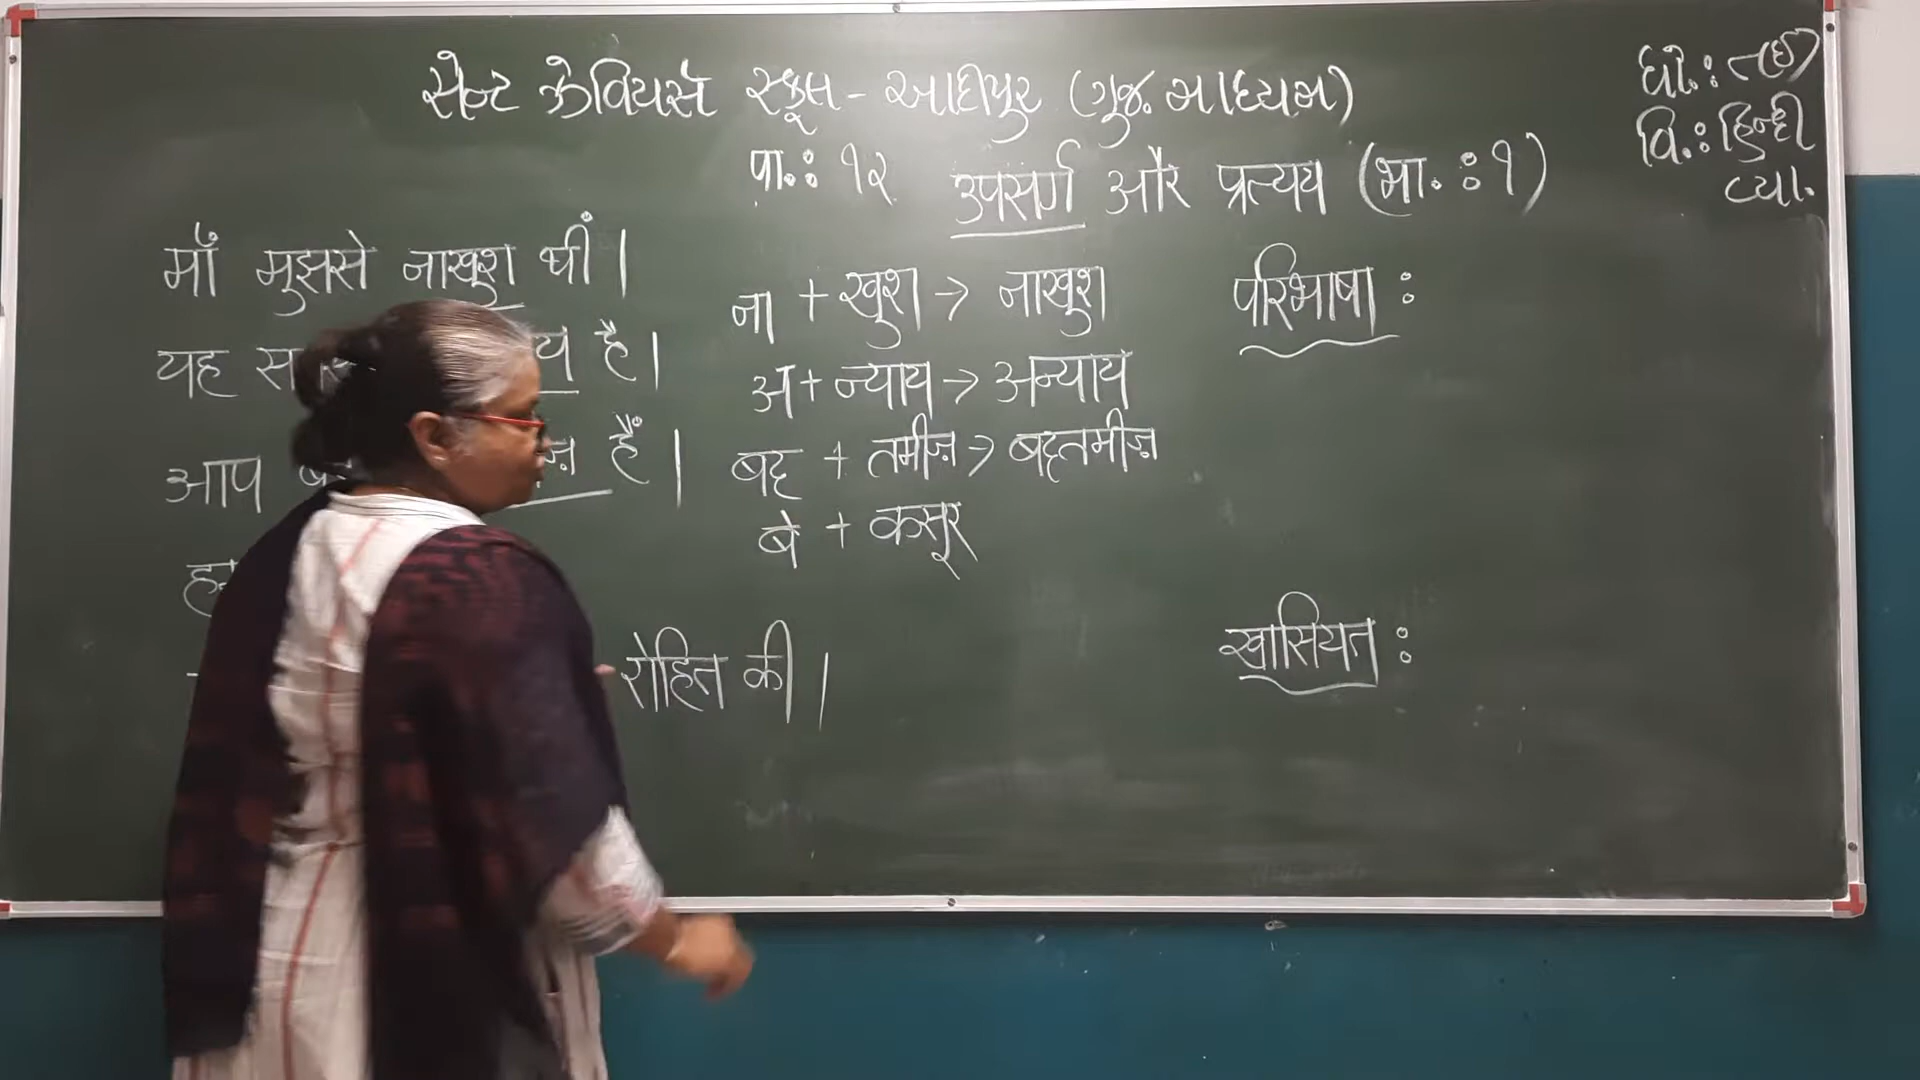 સેન્ટ ઝેવિયર્સ સ્કૂલ - આદીપુર (ગુજ. માધ્યમ)
ધો.: ૮(ઈ)
વિ.: હિન્દી
વ્યા.
पा.: १२ उपसर्ग और प्रत्यय (भा. : १)
माँ मुझसे नाखुश थीं।
यह है।
आप हैं।
रोहित की।
ना + खुश → नाखुश
अ + न्याय → अन्याय
बद + तमीज़ → बदतमीज़
बे + कसूर
परिभाषा :
खासियत :